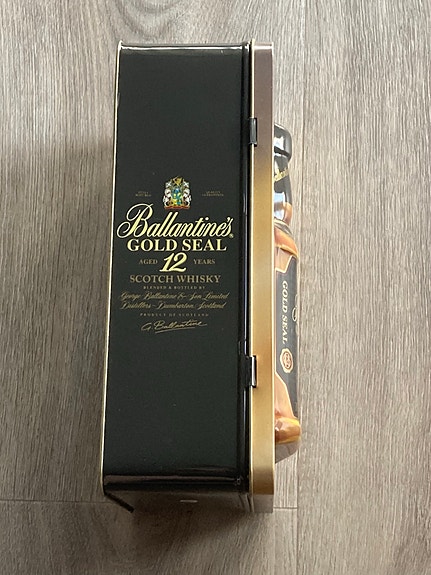 Ballantine's
GOLD SEAL
AGED 12 YEARS
SCOTCH WHISKY
BLENDED & BOTTLED BY
George Ballantine & Son Limited
Distillers - Dumbarton, Scotland
PRODUCT OF SCOTLAND
G. Ballantine
GOLD SEAL